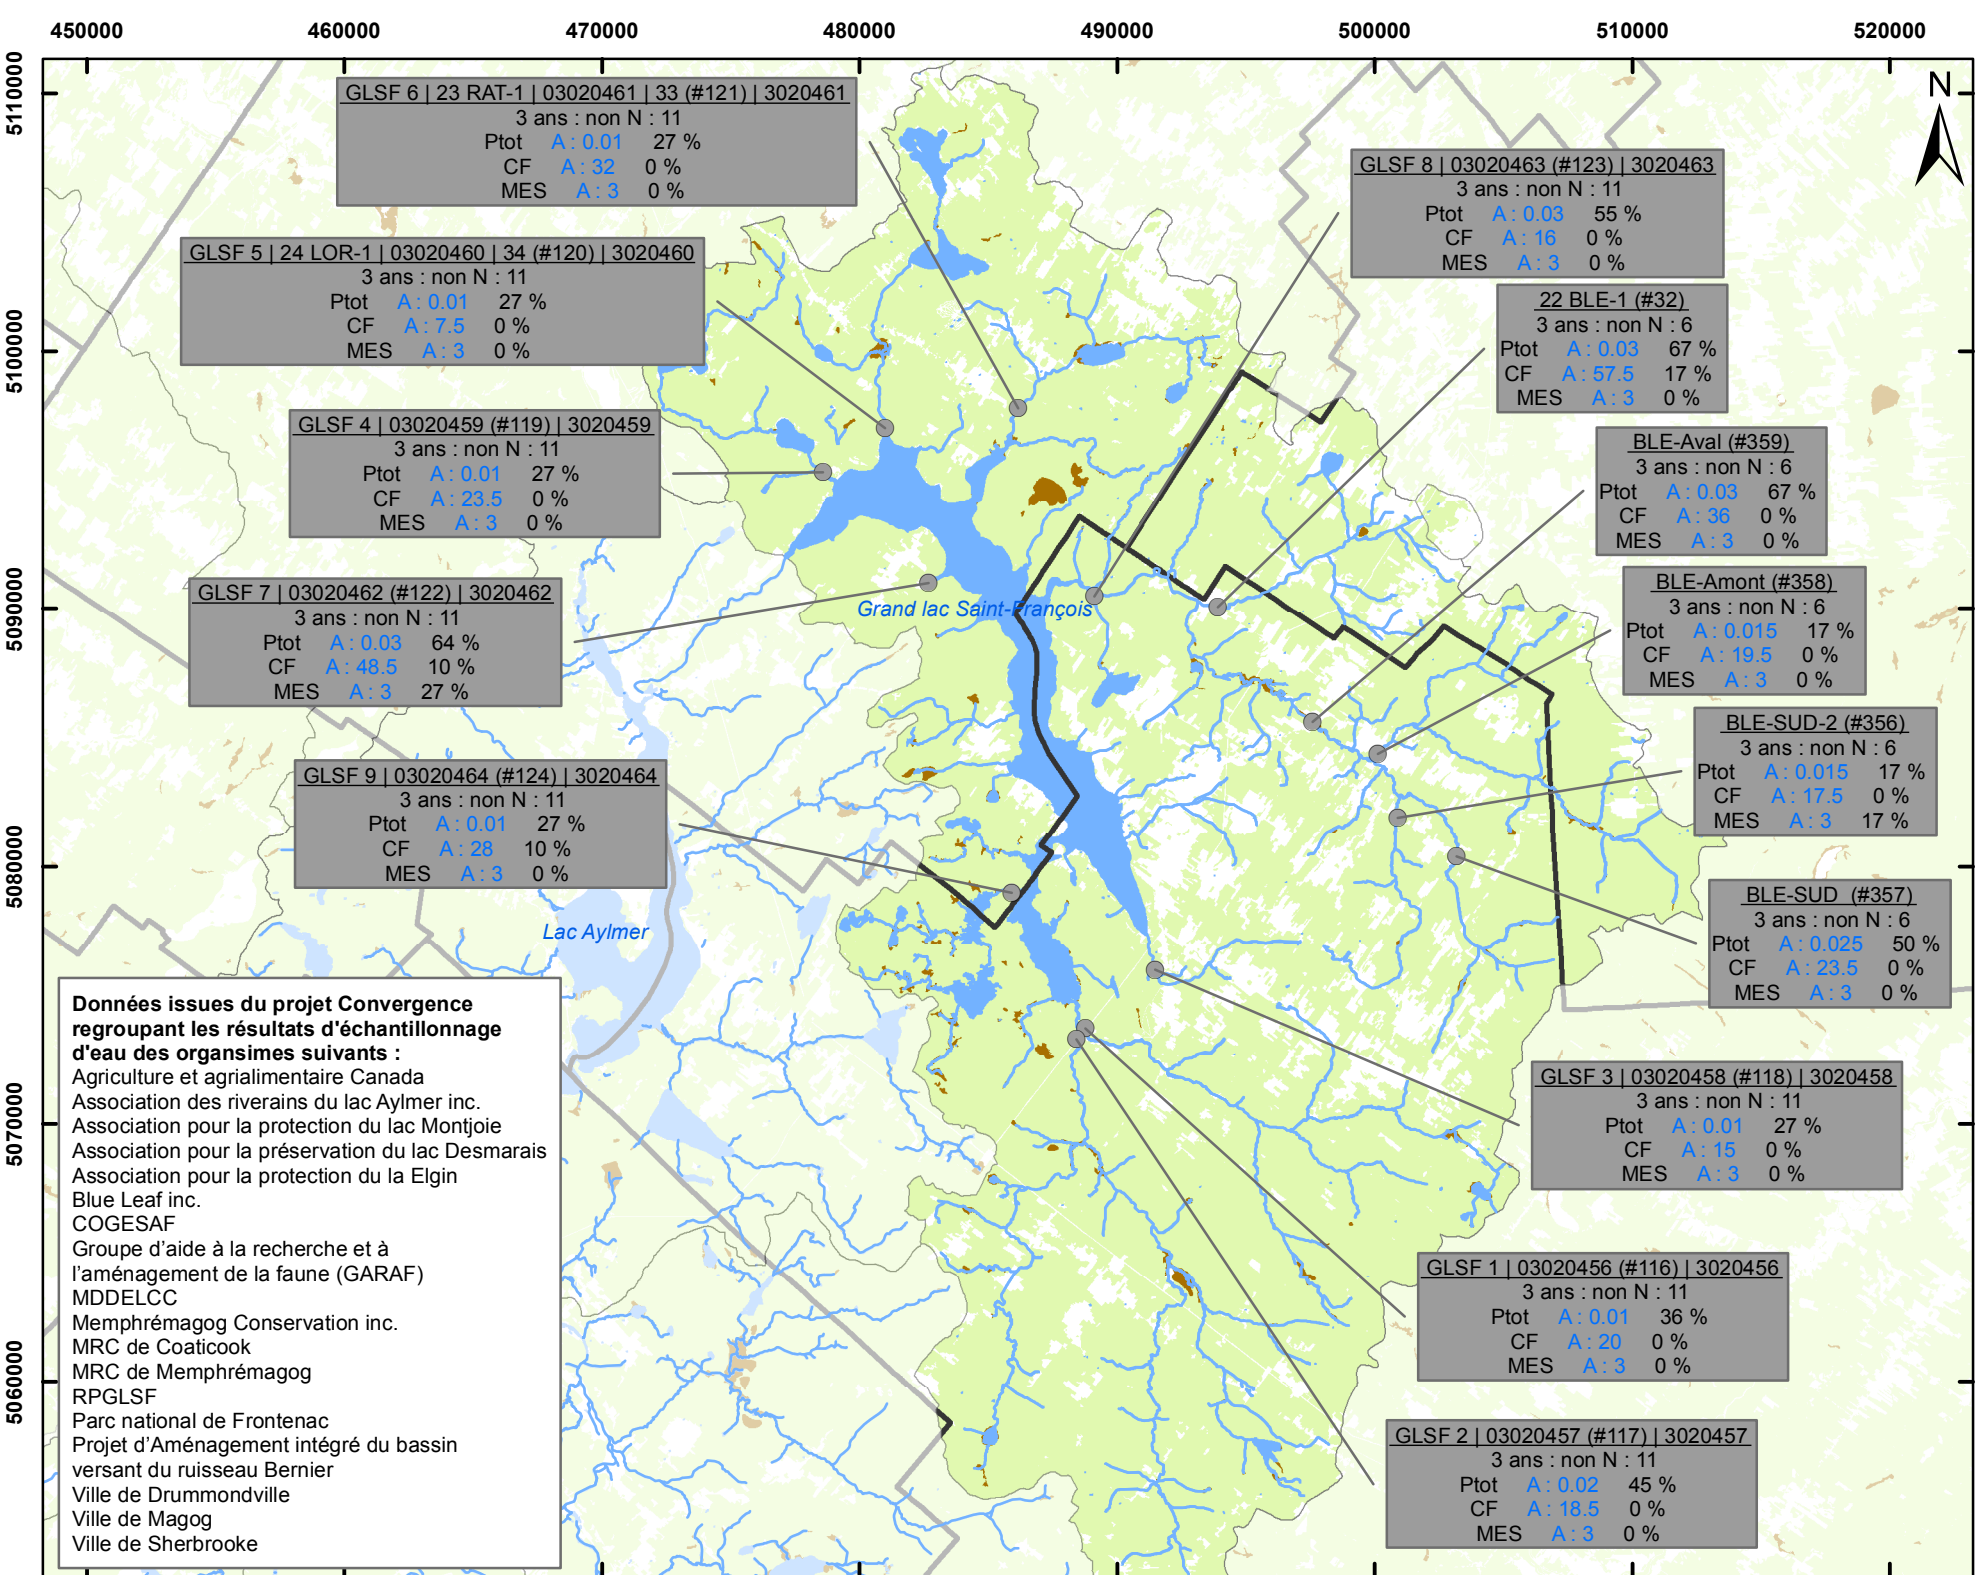 450000 460000 470000 480000 490000 500000 510000 520000
5110000
5100000
5090000
5080000
5070000
5060000
N
GLSF 6 | 23 RAT-1 | 03020461 | 33 (#121) | 3020461
3 ans : non N : 11
Ptot A : 0.01 27 %
CF A : 32 0 %
MES A : 3 0 %
GLSF 8 | 03020463 (#123) | 3020463
3 ans : non N : 11
Ptot A : 0.03 55 %
CF A : 16 0 %
MES A : 3 0 %
GLSF 5 | 24 LOR-1 | 03020460 | 34 (#120) | 3020460
3 ans : non N : 11
Ptot A : 0.01 27 %
CF A : 7.5 0 %
MES A : 3 0 %
22 BLE-1 (#32)
3 ans : non N : 6
Ptot A : 0.03 67 %
CF A : 57.5 17 %
MES A : 3 0 %
GLSF 4 | 03020459 (#119) | 3020459
3 ans : non N : 11
Ptot A : 0.01 27 %
CF A : 23.5 0 %
MES A : 3 0 %
BLE-Aval (#359)
3 ans : non N : 6
Ptot A : 0.03 67 %
CF A : 36 0 %
MES A : 3 0 %
GLSF 7 | 03020462 (#122) | 3020462
3 ans : non N : 11
Ptot A : 0.03 64 %
CF A : 48.5 10 %
MES A : 3 27 %
Grand lac Saint-François
BLE-Amont (#358)
3 ans : non N : 6
Ptot A : 0.015 17 %
CF A : 19.5 0 %
MES A : 3 0 %
BLE-SUD-2 (#356)
3 ans : non N : 6
Ptot A : 0.015 17 %
CF A : 17.5 0 %
MES A : 3 17 %
GLSF 9 | 03020464 (#124) | 3020464
3 ans : non N : 11
Ptot A : 0.01 27 %
CF A : 28 10 %
MES A : 3 0 %
BLE-SUD (#357)
3 ans : non N : 6
Ptot A : 0.025 50 %
CF A : 23.5 0 %
MES A : 3 0 %
Lac Aylmer
GLSF 3 | 03020458 (#118) | 3020458
3 ans : non N : 11
Ptot A : 0.01 27 %
CF A : 15 0 %
MES A : 3 0 %
GLSF 1 | 03020456 (#116) | 3020456
3 ans : non N : 11
Ptot A : 0.01 36 %
CF A : 20 0 %
MES A : 3 0 %
GLSF 2 | 03020457 (#117) | 3020457
3 ans : non N : 11
Ptot A : 0.02 45 %
CF A : 18.5 0 %
MES A : 3 0 %
Données issues du projet Convergence
regroupant les résultats d'échantillonnage
d'eau des organsimes suivants :
Agriculture et agrialimentaire Canada
Association des riverains du lac Aylmer inc.
Association pour la protection du lac Montjoie
Association pour la préservation du lac Desmarais
Association pour la protection du la Elgin
Blue Leaf inc.
COGESAF
Groupe d'aide à la recherche et à
l'aménagement de la faune (GARAF)
MDDELCC
Memphrémagog Conservation inc.
MRC de Coaticook
MRC de Memphrémagog
RPGLSF
Parc national de Frontenac
Projet d'Aménagement intégré du bassin
versant du ruisseau Bernier
Ville de Drummondville
Ville de Magog
Ville de Sherbrooke